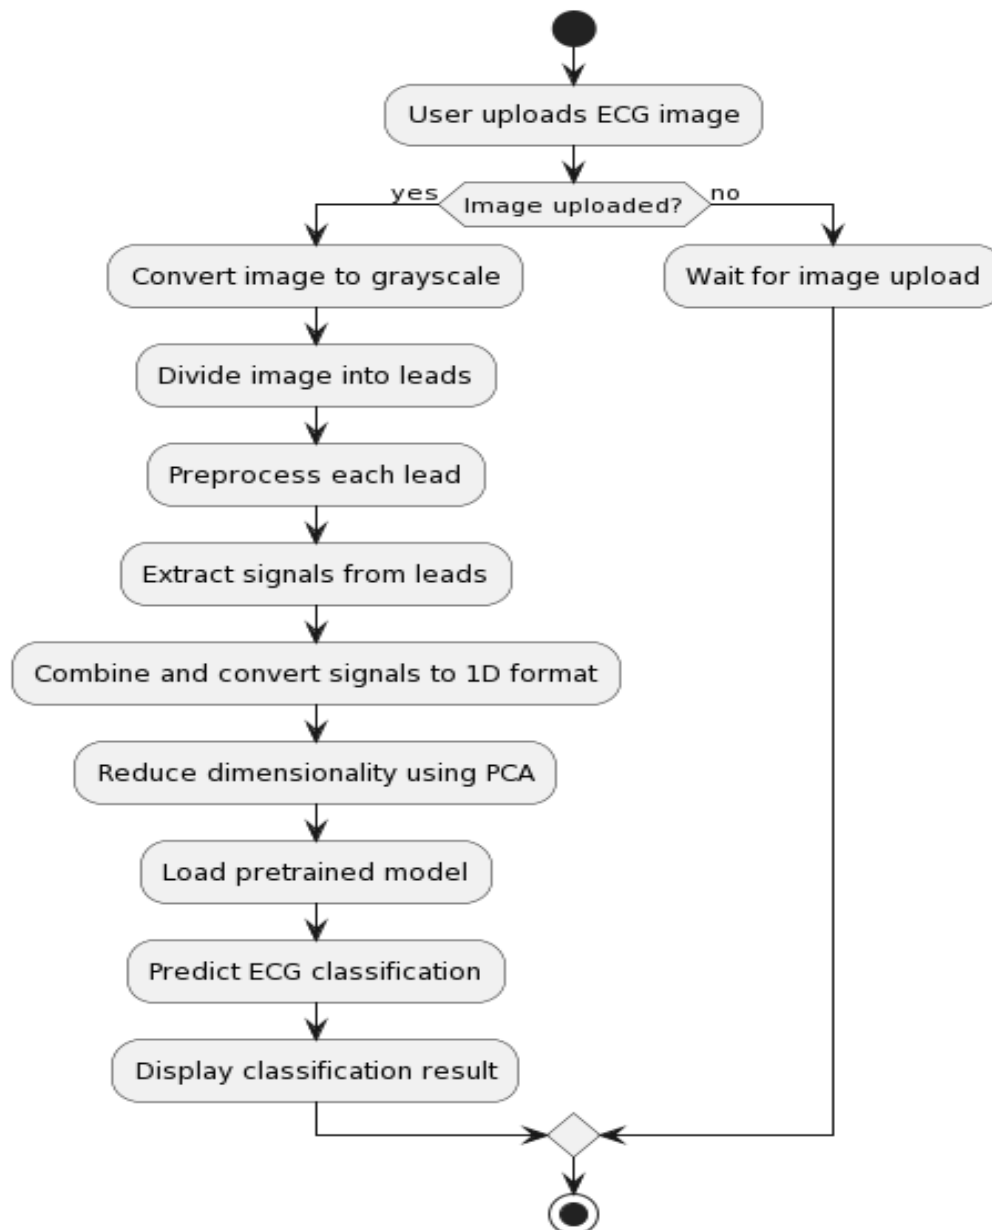 User uploads ECG image
yes
Image uploaded?
no
Convert image to grayscale
Wait for image upload
Divide image into leads
Preprocess each lead
Extract signals from leads
Combine and convert signals to 1D format
Reduce dimensionality using PCA
Load pretrained model
Predict ECG classification
Display classification result